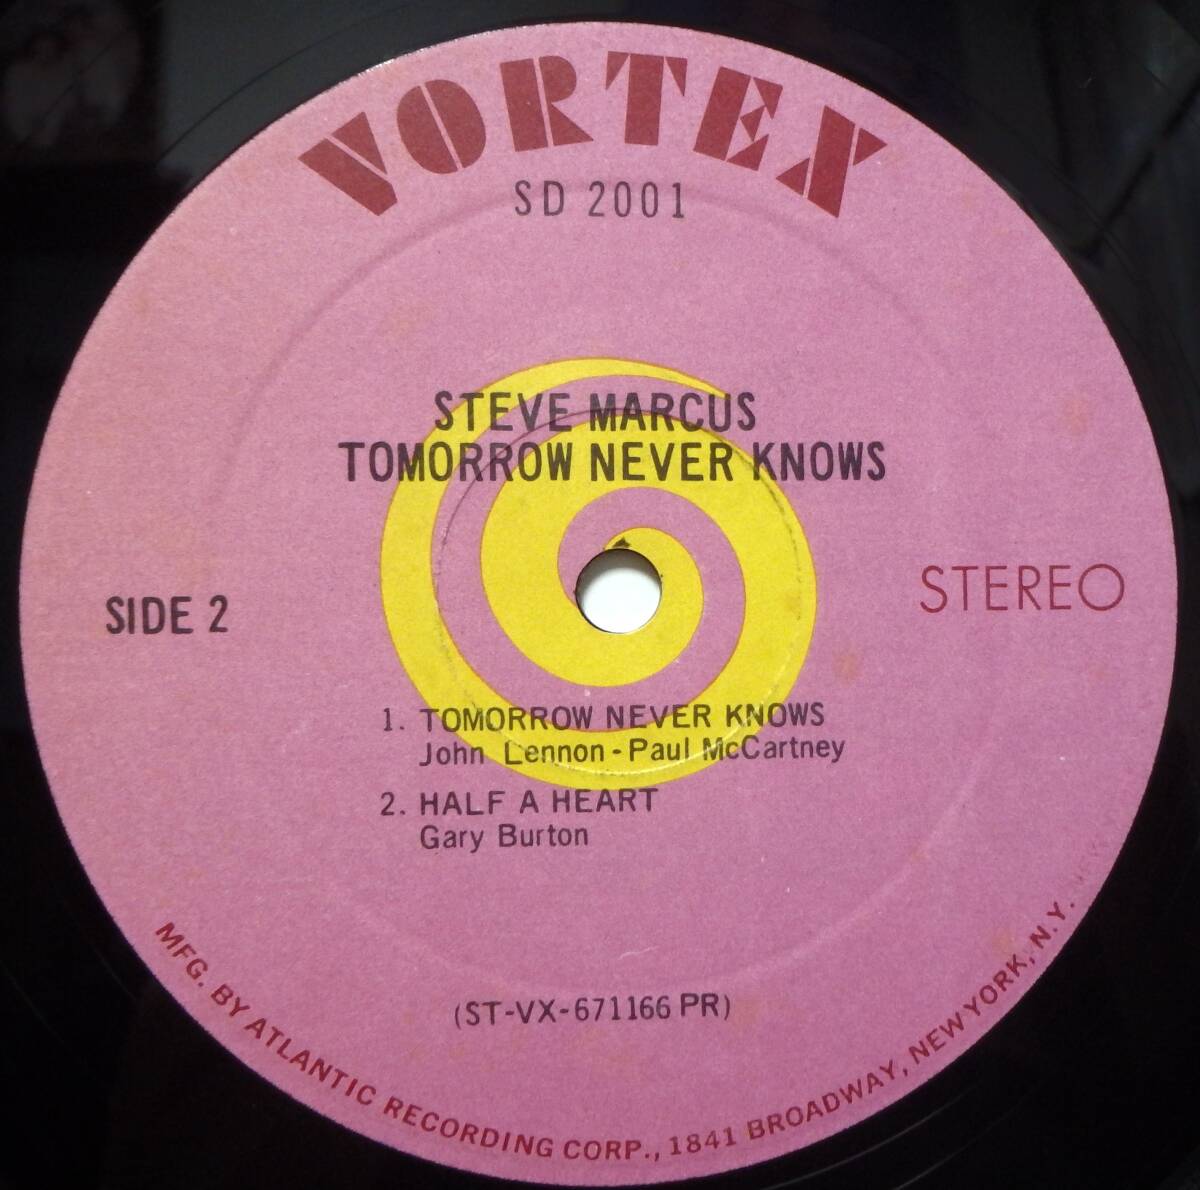 VORTEX
SD 2001
STEVE MARCUS
TOMORROW NEVER KNOWS
STEREO
SIDE 2
1. TOMORROW NEVER KNOWS
John Lennon - Paul McCartney
2. HALF A HEART
Gary Burton
(ST-VX-671166 PR)
MFG. BY ATLANTIC RECORDING CORP., 1841 BROADWAY, NEW YORK, N.Y.